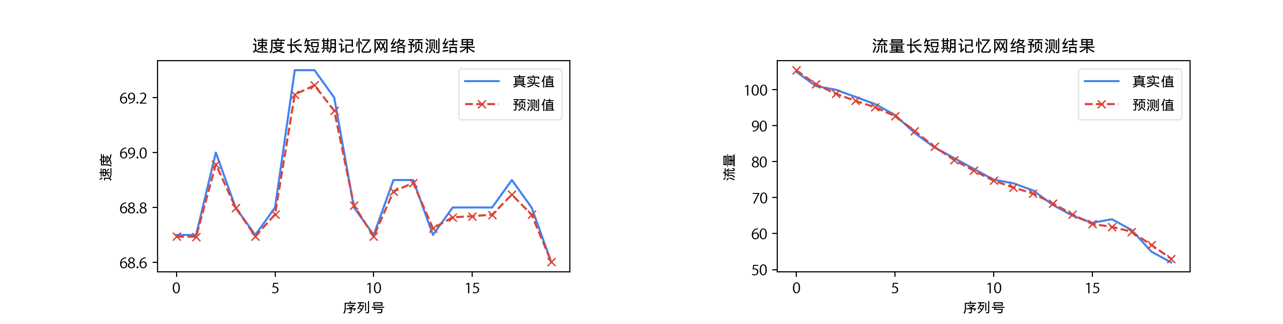 速度长短期记忆网络预测结果
真实值
预测值
69.2
69.0
68.8
68.6
速度
0 5 10 15
序列号
流量长短期记忆网络预测结果
真实值
预测值
100
90
80
70
60
50
流量
0 5 10 15
序列号